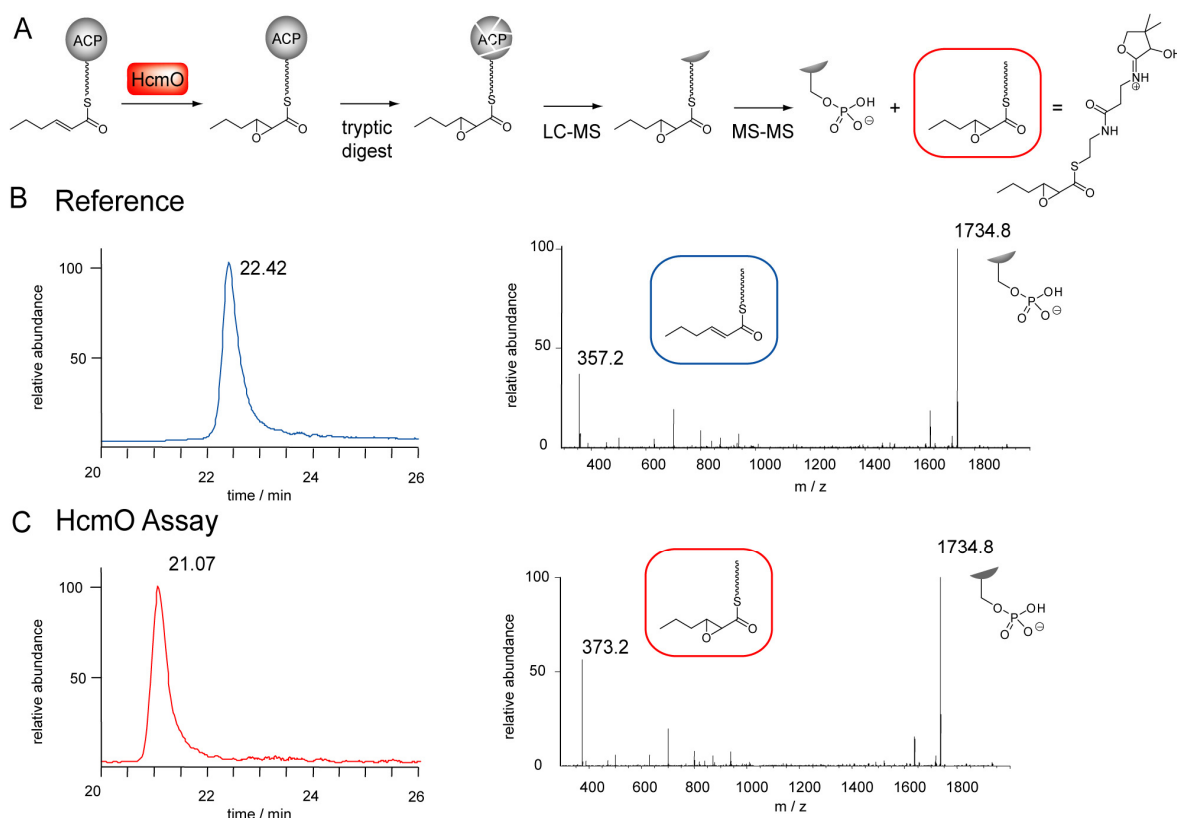 A
ACP
HcmO
S
O
ACP
S
O
O
tryptic
digest
ACP
S
O
O
LC-MS
S
O
O
MS-MS
O
P
OH
O
O
⊖
+
S
O
O
=
O
OH
NH
⊕
O
NH
S
O
O
B Reference
relative abundance
100
50
22.42
20 22 24 26
time / min
relative abundance
100
50
0
357.2
S
O
1734.8
O
P
OH
O
O
⊖
400 600 800 1000 1200 1400 1600 1800
m / z
C HcmO Assay
relative abundance
100
50
21.07
20 22 24 26
time / min
relative abundance
100
50
0
373.2
S
O
O
1734.8
O
P
OH
O
O
⊖
400 600 800 1000 1200 1400 1600 1800
m / z